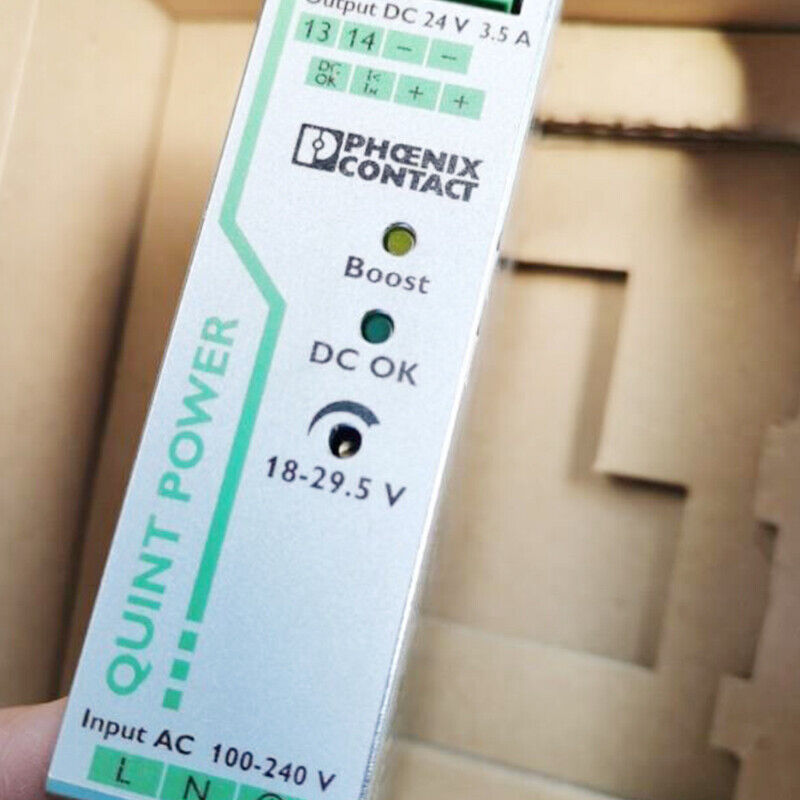 Output DC 24 V 3.5 A
13 14 – –
DC OK I< IN + +
PHŒNIX
CONTACT
Boost
DC OK
18-29.5 V
QUINT POWER
Input AC 100-240 V
L N